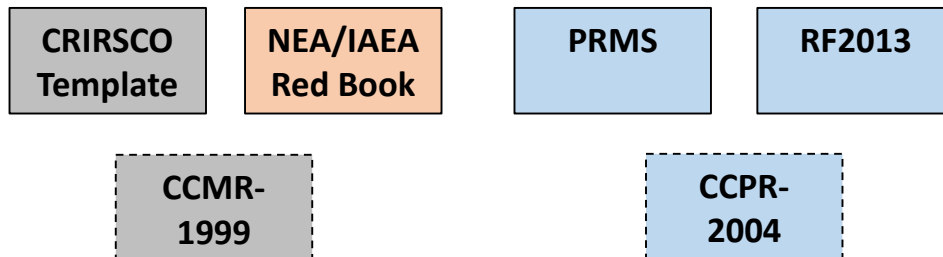 CRIRSCO
Template
NEA/IAEA
Red Book
PRMS
RF2013
CCMR-
1999
CCPR-
2004